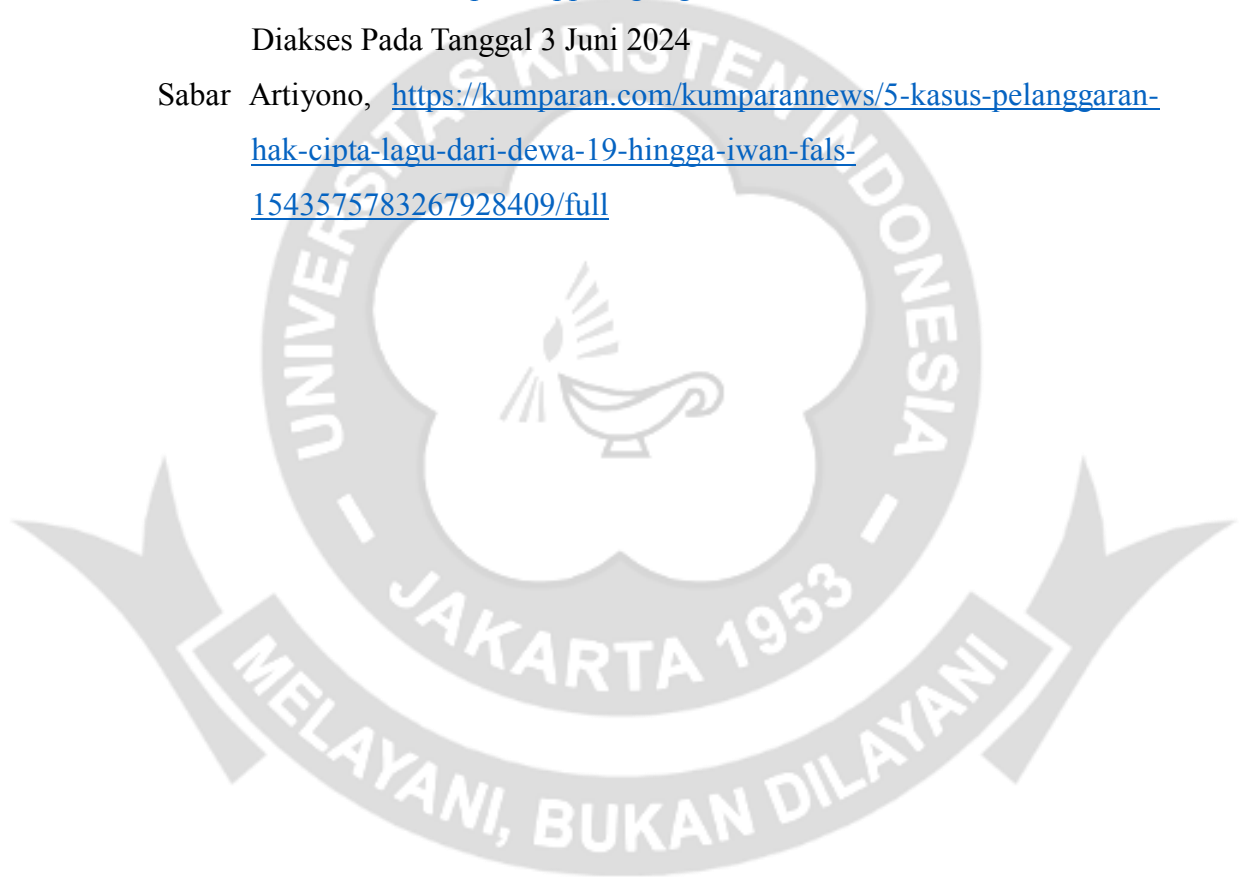 Diakses Pada Tanggal 3 Juni 2024
Sabar Artiyono, https://kumparan.com/kumparannews/5-kasus-pelanggaran-
hak-cipta-lagu-dari-dewa-19-hingga-iwan-fals-
1543575783267928409/full
UNIVERSITAS KRISTEN INDONESIA
JAKARTA 1953
MELAYANI, BUKAN DILAYANI